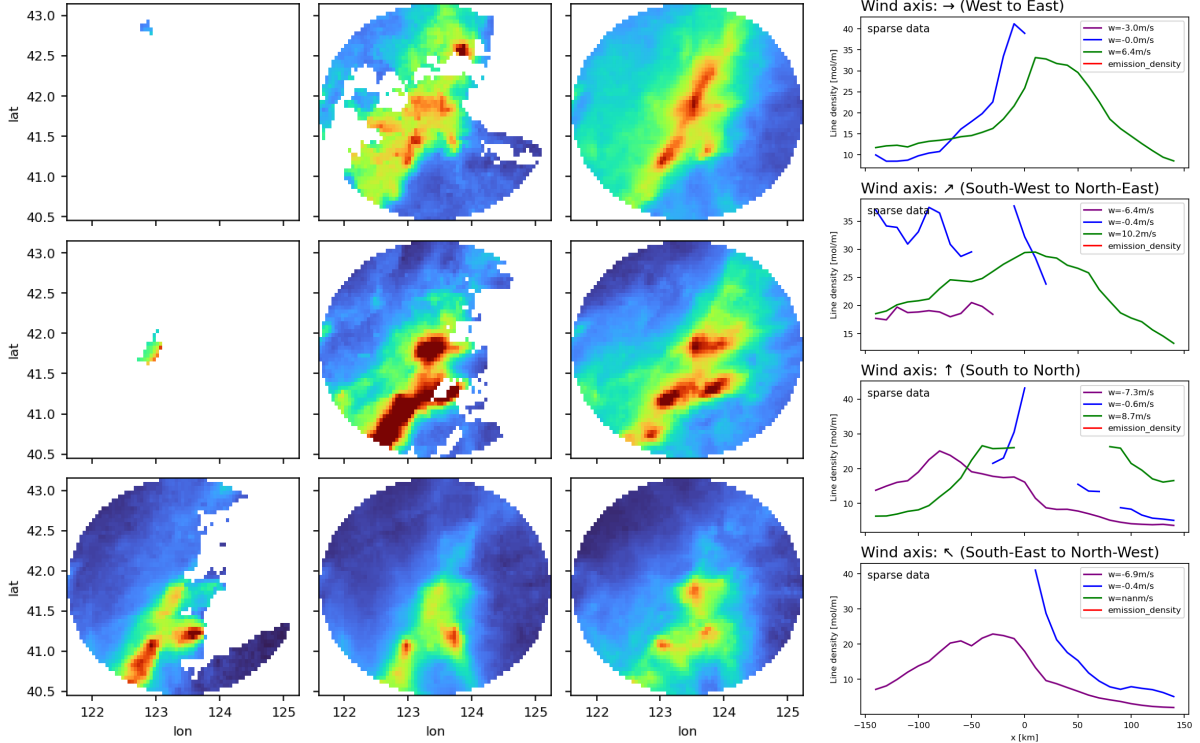 43.0
42.5
42.0
41.5
41.0
40.5
lat
43.0
42.5
42.0
41.5
41.0
40.5
lat
43.0
42.5
42.0
41.5
41.0
40.5
lat
122 123 124 125
lon
122 123 124 125
lon
122 123 124 125
lon
Wind axis: → (West to East)
sparse data
w=-3.0m/s
w=-0.0m/s
w=6.4m/s
emission_density
40
35
30
25
20
15
10
Line density [mol/m]
Wind axis: ↗ (South-West to North-East)
sparse data
w=-6.4m/s
w=-0.4m/s
w=10.2m/s
emission_density
35
30
25
20
15
Line density [mol/m]
Wind axis: ↑ (South to North)
sparse data
w=-7.3m/s
w=-0.6m/s
w=8.7m/s
emission_density
40
30
20
10
Line density [mol/m]
Wind axis: ↖ (South-East to North-West)
sparse data
w=-6.9m/s
w=-0.4m/s
w=nanm/s
emission_density
40
30
20
10
Line density [mol/m]
−150 −100 −50 0 50 100 150
x [km]